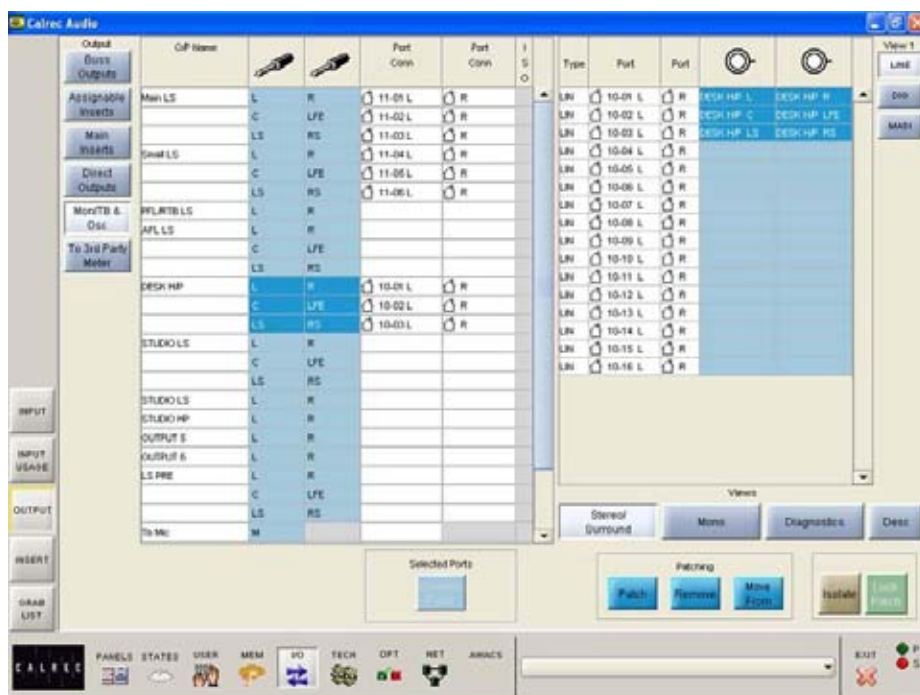 Calrec Audio
Output
Buss Outputs
Assignable Inserts
Main Inserts
Direct Outputs
Mon/TB & Osc
To 3rd Party Meter
INPUT
INPUT USAGE
OUTPUT
INSERT
GRAB LIST
O/P Name Port Conn Port Conn I S O
Main LS L R 11-01 L R
C LFE 11-02 L R
LS RS 11-03 L R
Small LS L R 11-04 L R
C LFE 11-05 L R
LS RS 11-06 L R
PFL/RTB LS L R
AFL LS L R
C LFE
LS RS
DESK H/P L R 10-01 L R
C LFE 10-02 L R
LS RS 10-03 L R
STUDIO LS L R
C LFE
LS RS
STUDIO LS L R
STUDIO HP L R
OUTPUT 5 L R
OUTPUT 6 L R
LS PRE L R
C LFE
LS RS
To Mic M
Type Port Port
LIN 10-01 L R DESK H/P L DESK H/P R
LIN 10-02 L R DESK H/P C DESK H/P LFE
LIN 10-03 L R DESK H/P LS DESK H/P RS
LIN 10-04 L R
LIN 10-05 L R
LIN 10-06 L R
LIN 10-07 L R
LIN 10-08 L R
LIN 10-09 L R
LIN 10-10 L R
LIN 10-11 L R
LIN 10-12 L R
LIN 10-13 L R
LIN 10-14 L R
LIN 10-15 L R
LIN 10-16 L R
View 1
LINE
DIGI
MADI
Views
Stereo/ Surround Mono Diagnostics Desc
Selected Ports
Patching
Patch Remove Move From Isolate Lock Patch
CALREC PANELS STATES USER MEM I/O TECH OPT NET AWACS EXIT P
S